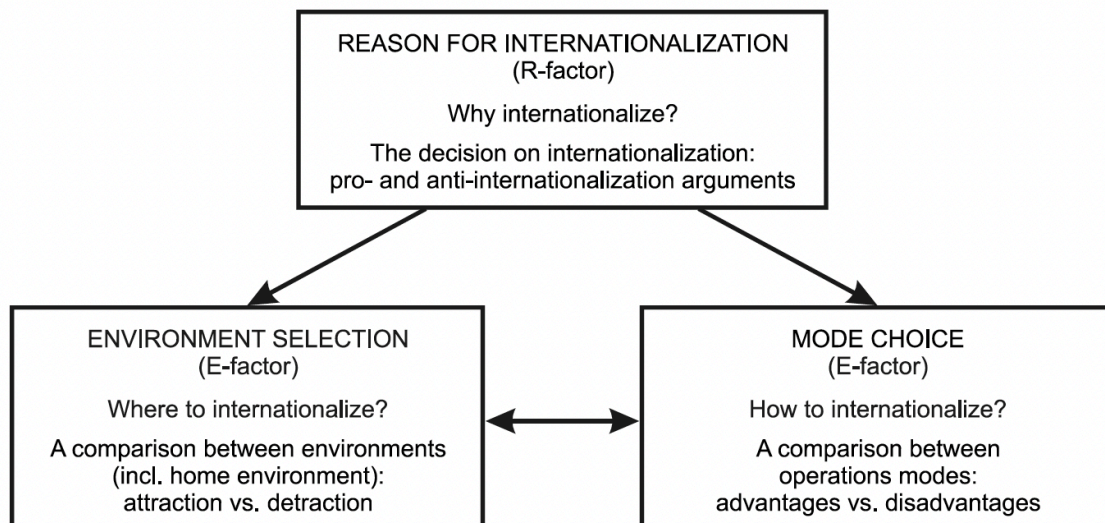 REASON FOR INTERNATIONALIZATION
(R-factor)
Why internationalize?
The decision on internationalization:
pro- and anti-internationalization arguments
ENVIRONMENT SELECTION
(E-factor)
Where to internationalize?
A comparison between environments
(incl. home environment):
attraction vs. detraction
MODE CHOICE
(E-factor)
How to internationalize?
A comparison between
operations modes:
advantages vs. disadvantages